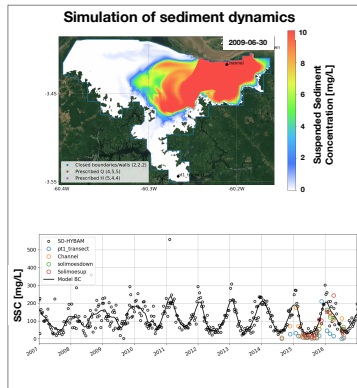 Simulation of sediment dynamics
2009-06-30
Channel
-3.45
-3.55
-60.4W
-60.3W
-60.2W
pt1_t
Closed boundaries/walls (2,2,2)
Prescribed Q (4,5,5)
Prescribed H (5,4,4)
10
8
6
4
2
0
Suspended Sediment
Concentration [mg/L]
SSC [mg/L]
500
400
300
200
100
0
SO-HYBAM
pt1_transect
Channel
solimoesdown
Solimoesup
Model BC
2007
2008
2009
2010
2011
2012
2013
2014
2015
2016